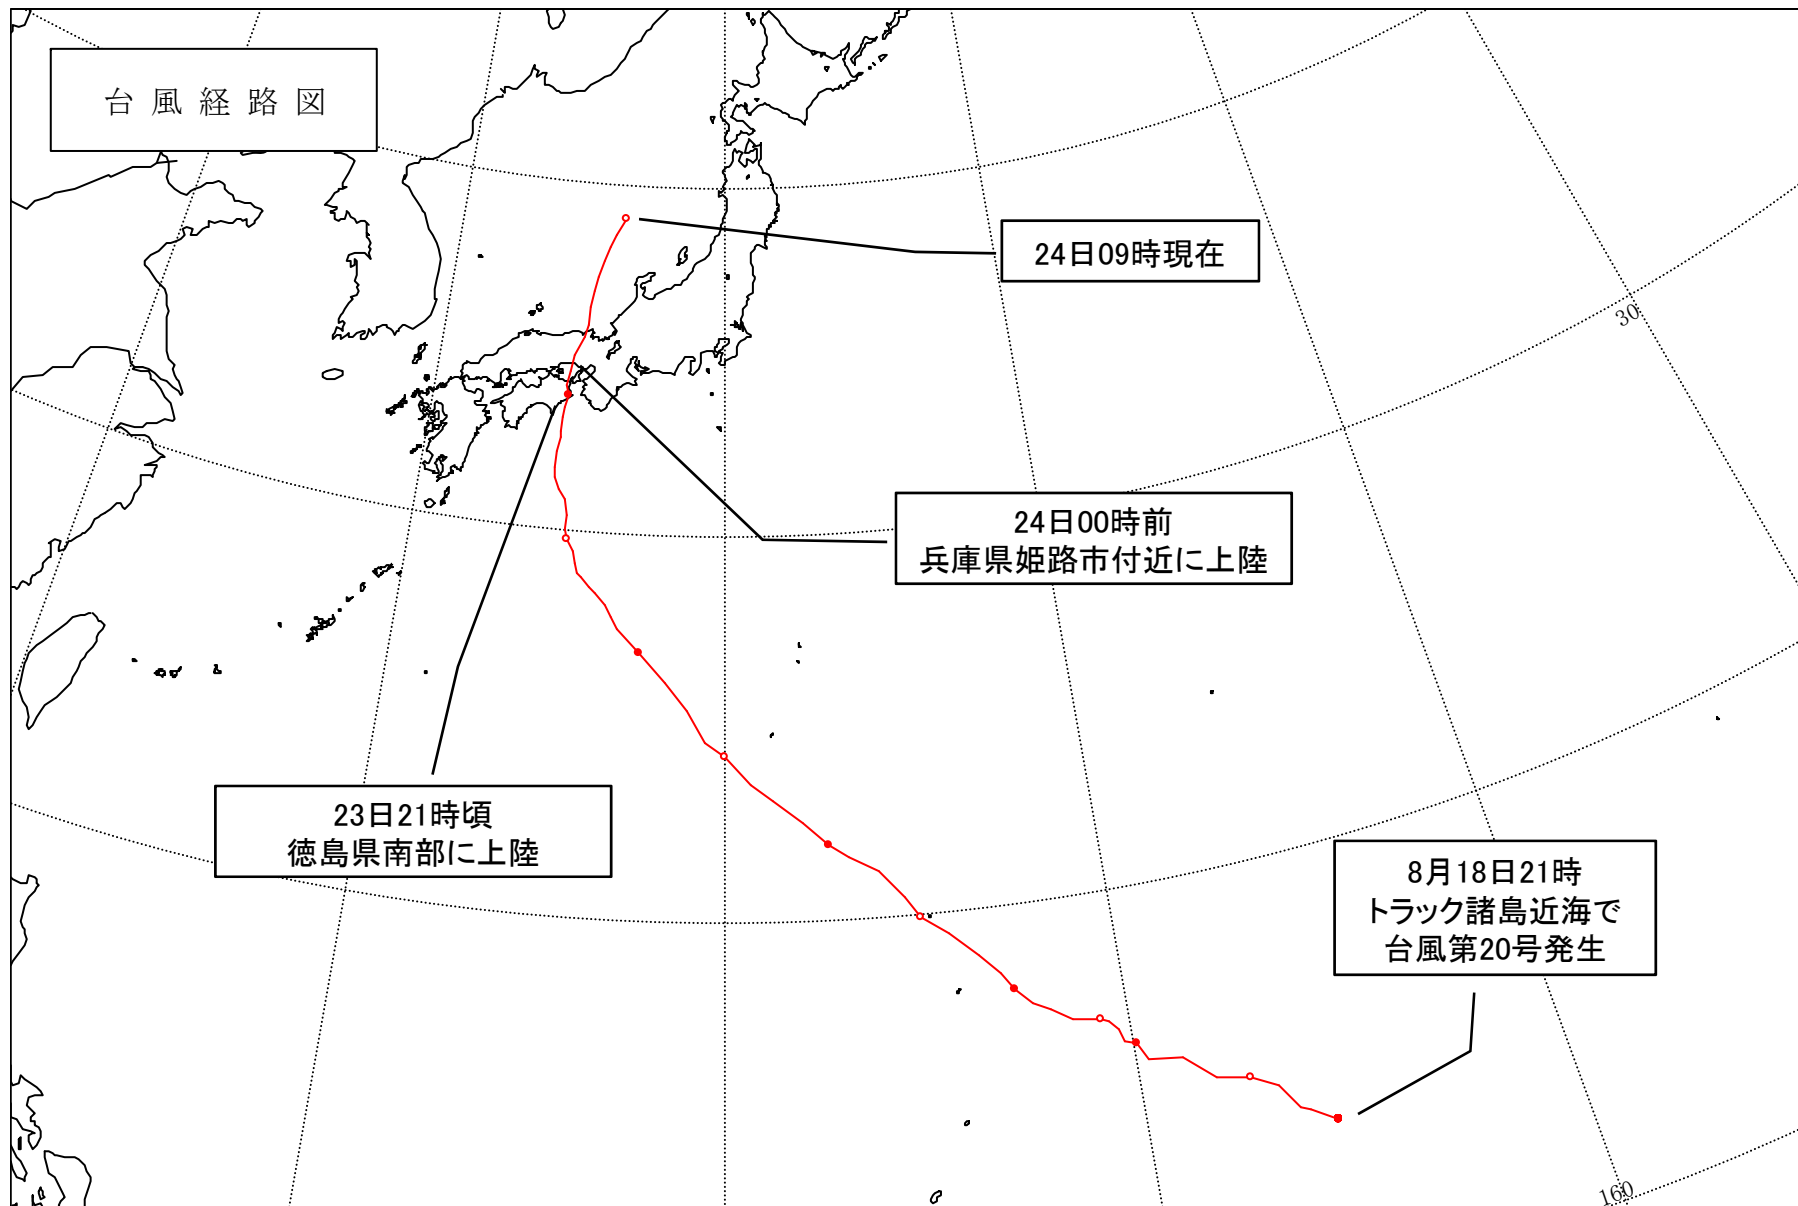 台風経路図
24日09時現在
30
24日00時前
兵庫県姫路市付近に上陸
23日21時頃
徳島県南部に上陸
8月18日21時
トラック諸島近海で
台風第20号発生
160